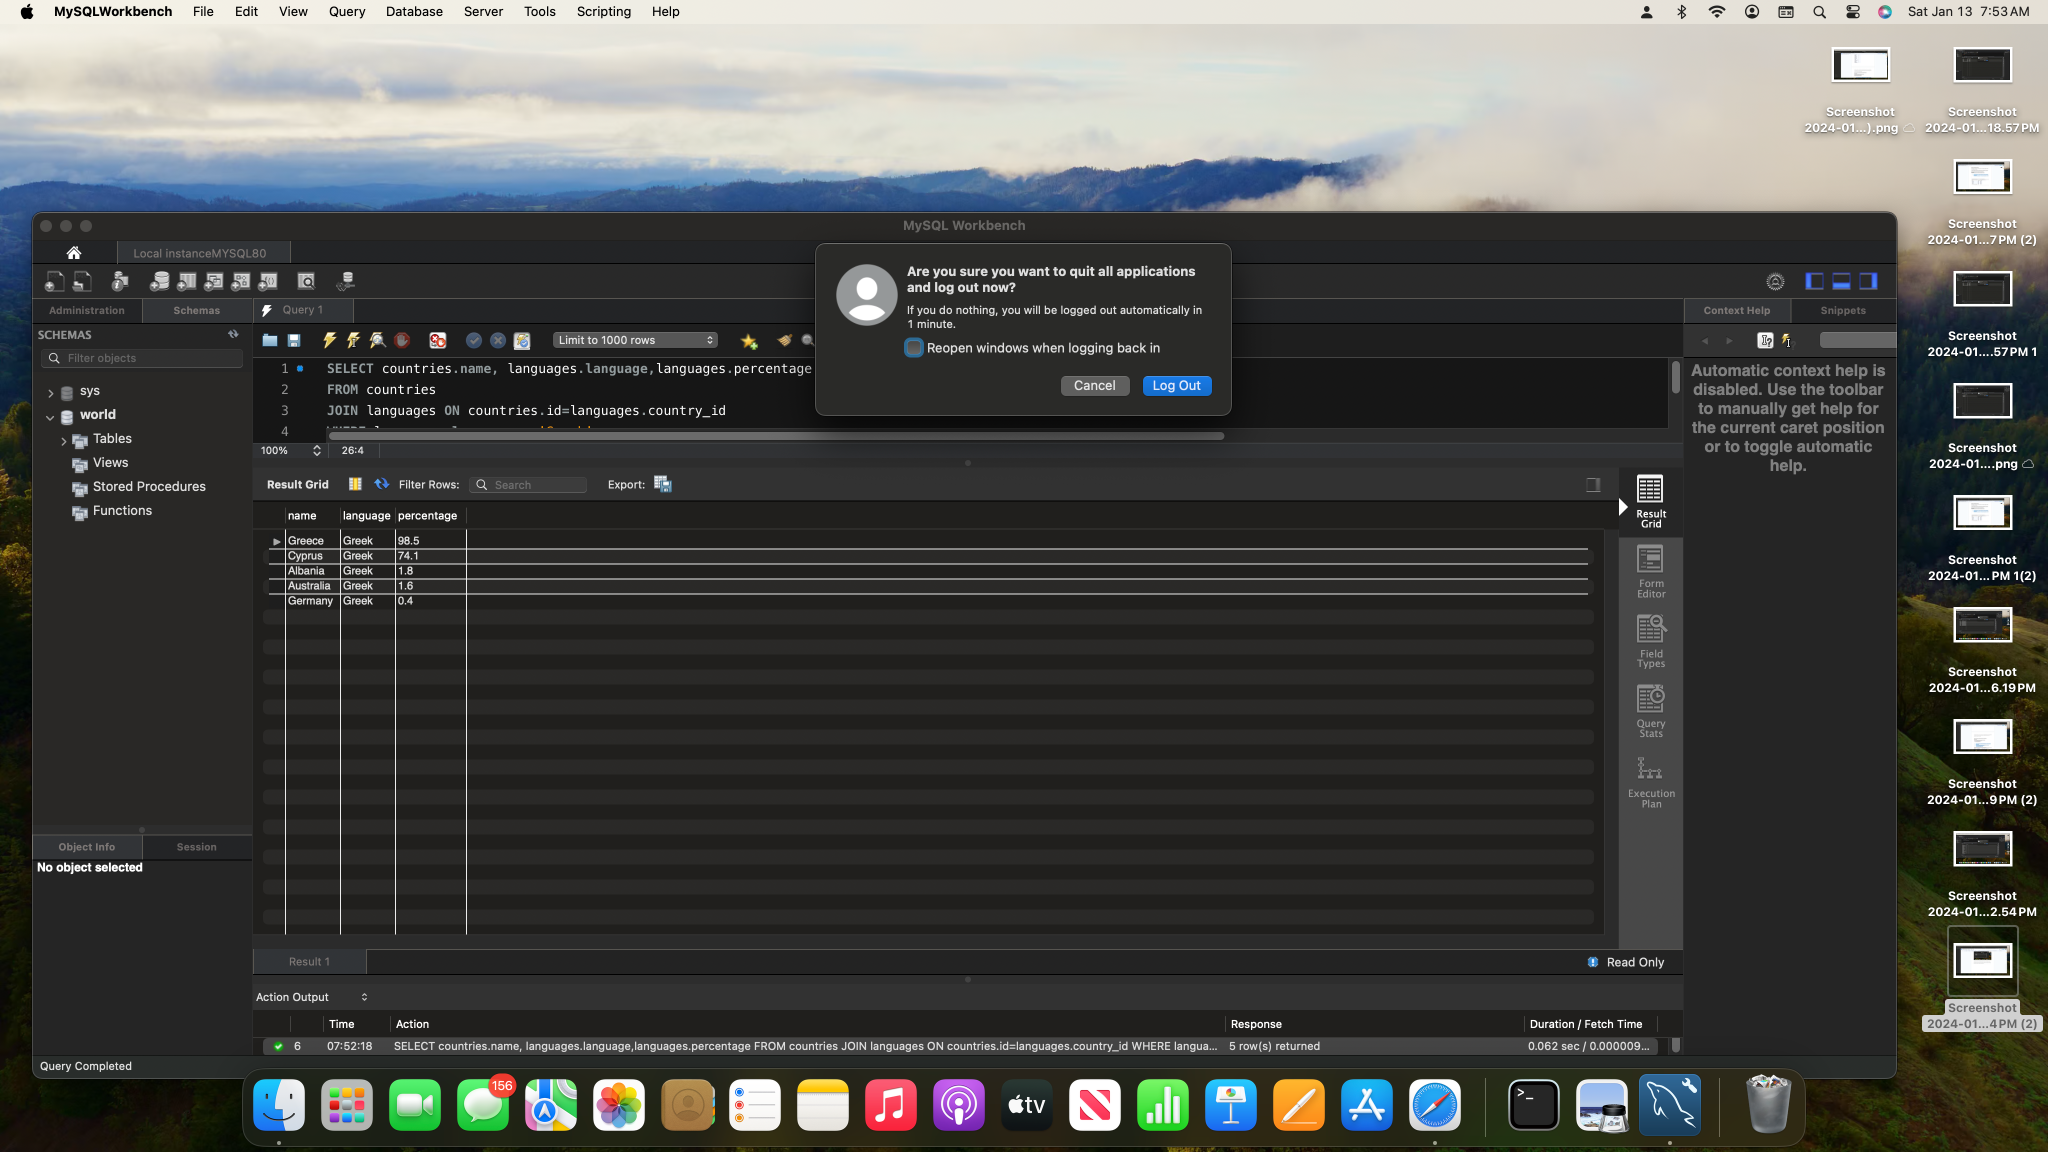 MySQLWorkbench File Edit View Query Database Server Tools Scripting Help Sat Jan 13 7:53 AM
Screenshot
2024-01...).png
Screenshot
2024-01...18.57 PM
Screenshot
2024-01...7 PM (2)
Screenshot
2024-01....57 PM 1
Screenshot
2024-01....png
Screenshot
2024-01... PM 1(2)
Screenshot
2024-01...6.19 PM
Screenshot
2024-01...9 PM (2)
Screenshot
2024-01...2.54 PM
Screenshot
2024-01...4 PM (2)
MySQL Workbench
Local instanceMYSQL80
Are you sure you want to quit all applications
and log out now?
If you do nothing, you will be logged out automatically in
1 minute.
Reopen windows when logging back in
Cancel Log Out
Administration Schemas Query 1
SCHEMAS
Filter objects
sys
world
Tables
Views
Stored Procedures
Functions
Limit to 1000 rows
1 SELECT countries.name, languages.language,languages.percentage
2 FROM countries
3 JOIN languages ON countries.id=languages.country_id
4
100% 26:4
Context Help Snippets
Automatic context help is
disabled. Use the toolbar
to manually get help for
the current caret position
or to toggle automatic
help.
Result Grid Filter Rows: Search Export:
name language percentage
Greece Greek 98.5
Cyprus Greek 74.1
Albania Greek 1.8
Australia Greek 1.6
Germany Greek 0.4
Result
Grid
Form
Editor
Field
Types
Query
Stats
Execution
Plan
Object Info Session
No object selected
Result 1 Read Only
Action Output
Time Action Response Duration / Fetch Time
6 07:52:18 SELECT countries.name, languages.language,languages.percentage FROM countries JOIN languages ON countries.id=languages.country_id WHERE langua... 5 row(s) returned 0.062 sec / 0.000009...
Query Completed
156
tv